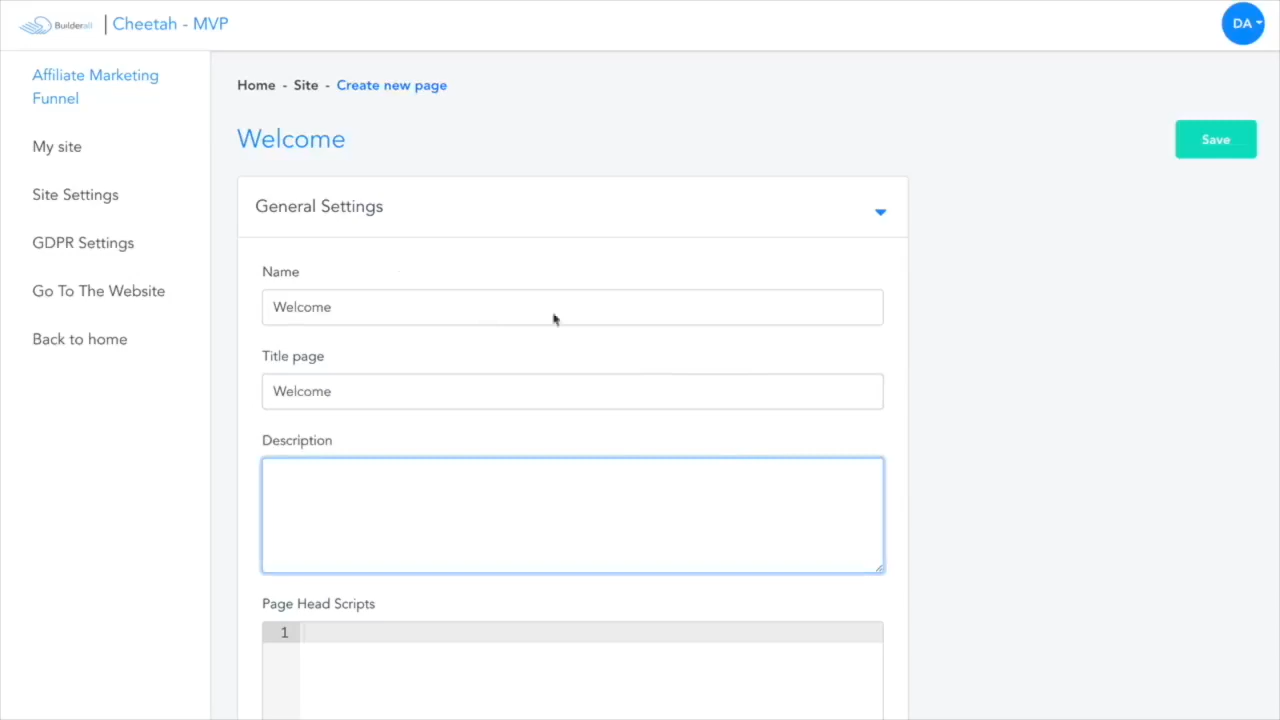 Builderall
Cheetah - MVP
DA
Affiliate Marketing
Funnel
My site
Site Settings
GDPR Settings
Go To The Website
Back to home
Home - Site - Create new page
Welcome
Save
General Settings
Name
Welcome
Title page
Welcome
Description
Page Head Scripts
1